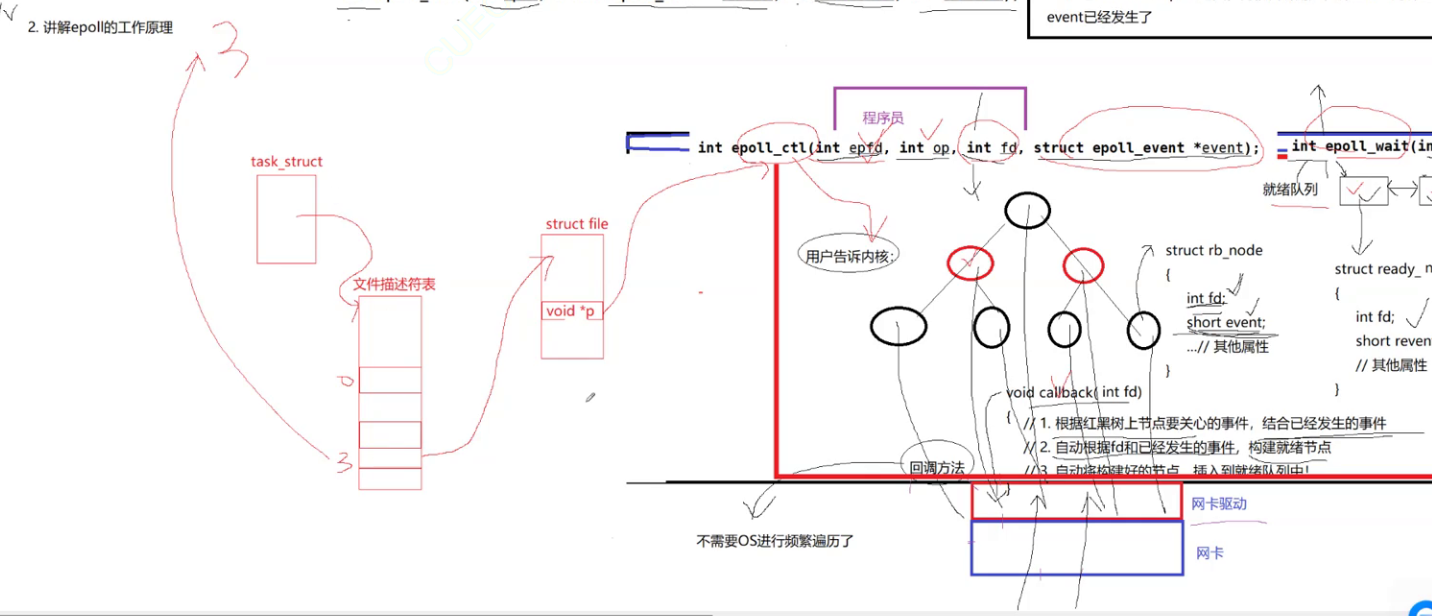 event已经发生了
2. 讲解epoll的工作原理
3
程序员
int epoll_ctl(int epfd, int op, int fd, struct epoll_event *event);
int epoll_wait(in
task_struct
就绪队列
struct file
用户告诉内核：
struct rb_node
{
int fd;
short event;
...// 其他属性
}
struct ready_
{
int fd;
short reven
// 其他属性
}
文件描述符表
void *p
0
3
void callback( int fd)
{
// 1. 根据红黑树上节点要关心的事件，结合已经发生的事件
// 2. 自动根据fd和已经发生的事件，构建就绪节点
// 3. 自动将构建好的节点，插入到就绪队列中!
}
回调方法
网卡驱动
不需要OS进行频繁遍历了
网卡